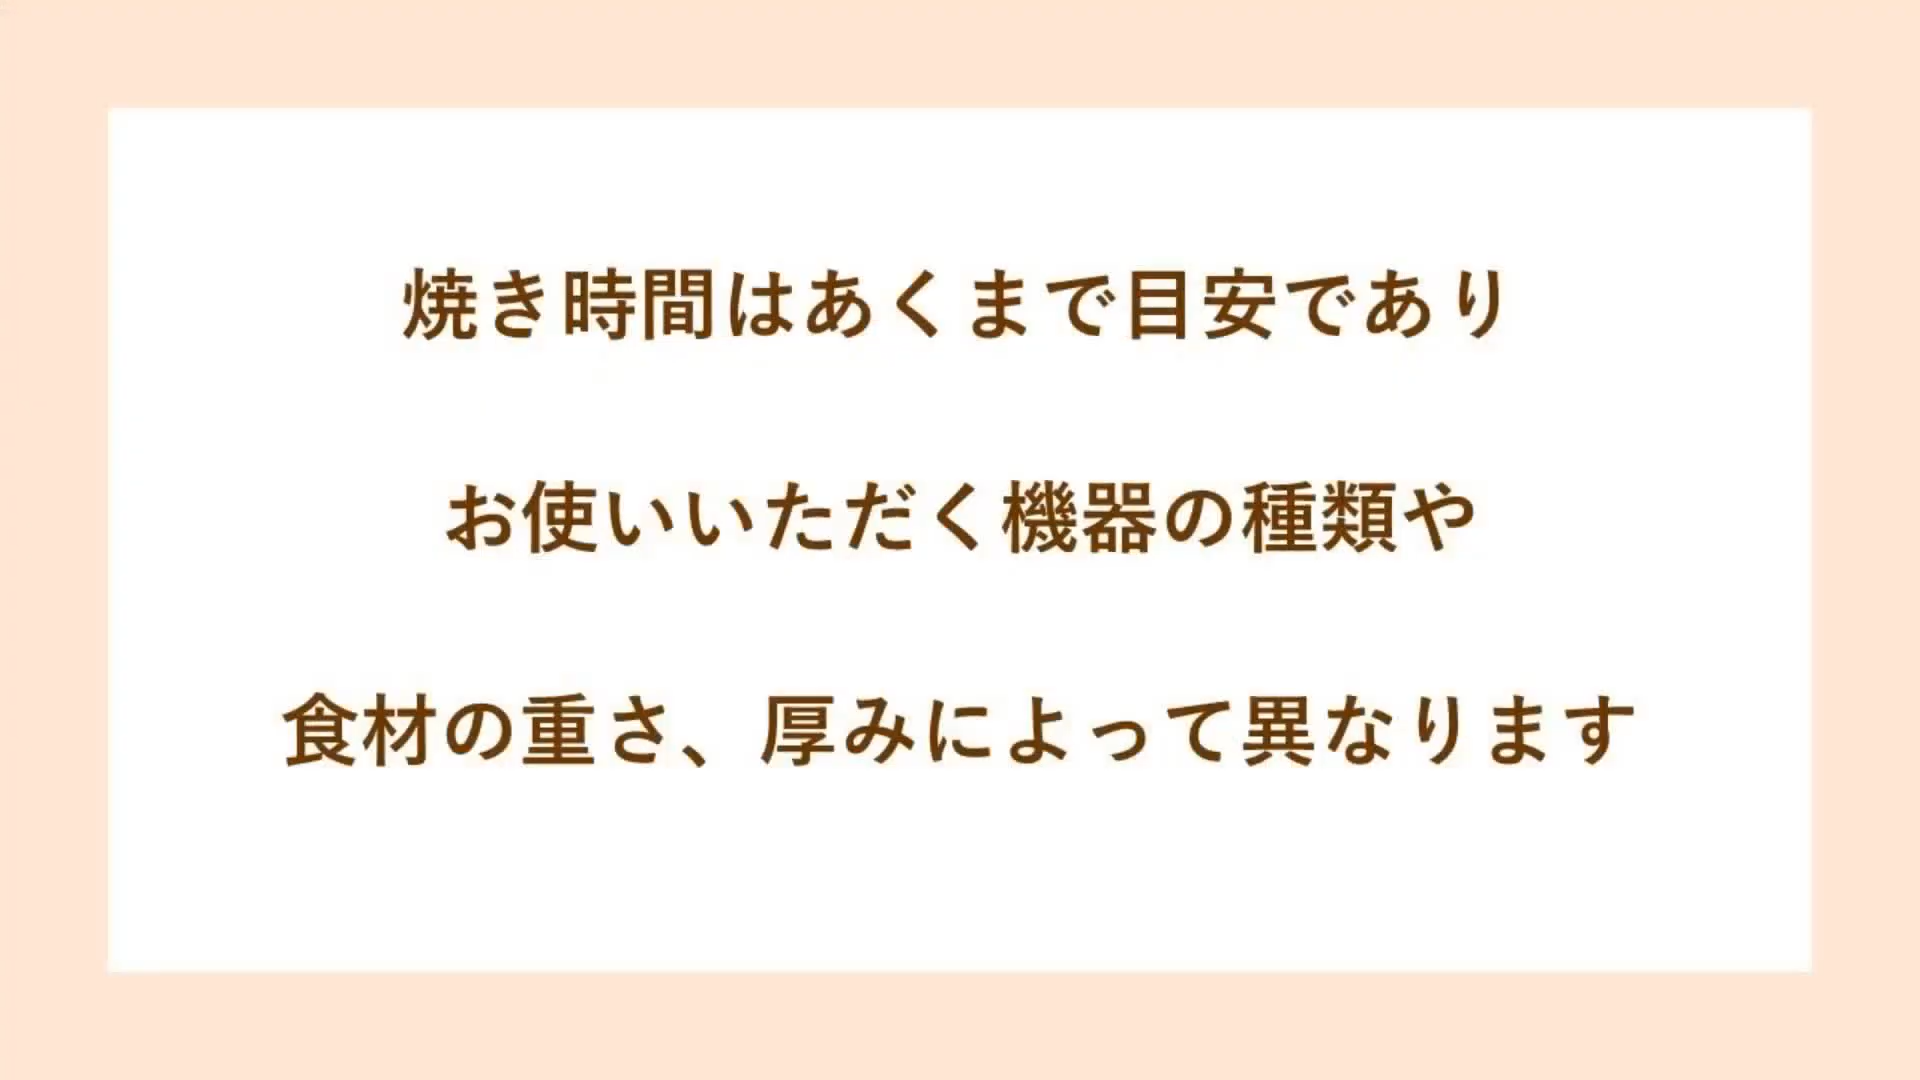 焼き時間はあくまで目安であり
お使いいただく機器の種類や
食材の重さ、厚みによって異なります